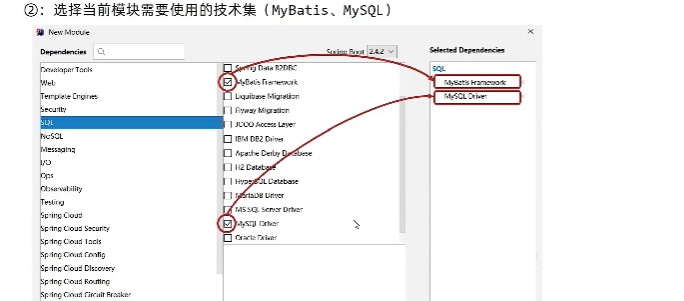 ②：选择当前模块需要使用的技术集（MyBatis、MySQL）
New Module
Dependencies
Spring Boot 2.4.2
Selected Dependencies
Developer Tools
Web
Template Engines
Security
SQL
NoSQL
Messaging
I/O
Ops
Observability
Testing
Spring Cloud
Spring Cloud Security
Spring Cloud Tools
Spring Cloud Config
Spring Cloud Discovery
Spring Cloud Routing
Spring Cloud Circuit Breaker
Spring Data R2DBC
MyBatis Framework
Liquibase Migration
Flyway Migration
JOOQ Access Layer
IBM DB2 Driver
Apache Derby Database
H2 Database
HyperSQL Database
MariaDB Driver
MS SQL Server Driver
MySQL Driver
Oracle Driver
SQL
MyBatis Framework
MySQL Driver